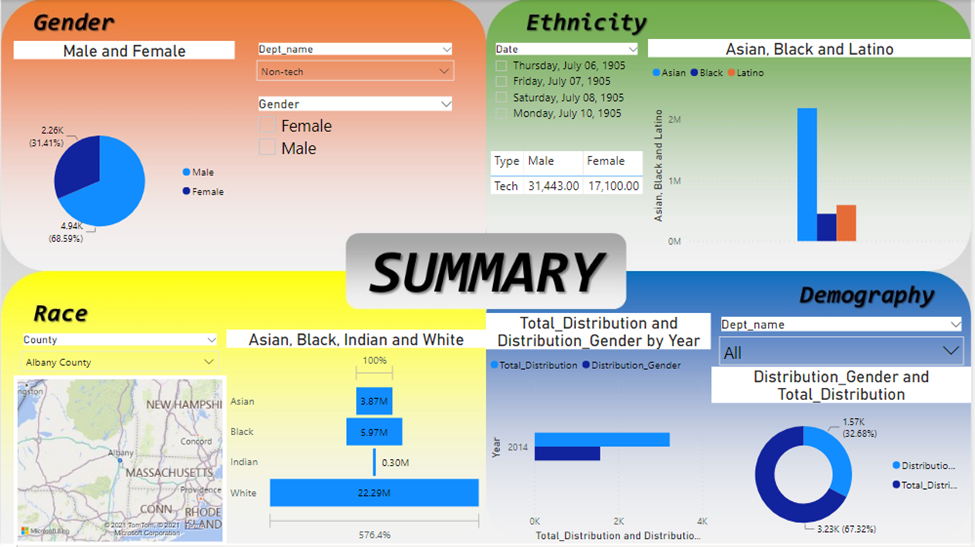 Gender
Male and Female
Dept_name
Non-tech
Gender
Female
Male
2.26K
(31.41%)
Male
Female
4.94K
(68.59%)
Ethnicity
Date
Thursday, July 06, 1905
Friday, July 07, 1905
Saturday, July 08, 1905
Monday, July 10, 1905
Type Male Female
Tech 31,443.00 17,100.00
Asian, Black and Latino
Asian Black Latino
Asian, Black and Latino
2M
1M
0M
SUMMARY
Race
County
Albany County
NEW HAMPSHI
Concord
Albany
MASSACHUSETTS
Providence
CONN
RHODE
ISLAND
© 2021 TomTom, © 2021
Microsoft Corporation
Microsoft Bing
ngston
Asian, Black, Indian and White
100%
Asian 3.87M
Black 5.97M
Indian 0.30M
White 22.29M
576.4%
Demography
Total_Distribution and
Distribution_Gender by Year
Total_Distribution Distribution_Gender
Year
2014
0K 2K 4K
Total_Distribution and Distributio...
Dept_name
All
Distribution_Gender and
Total_Distribution
1.57K
(32.68%)
Distributio...
Total_Distri...
3.23K (67.32%)